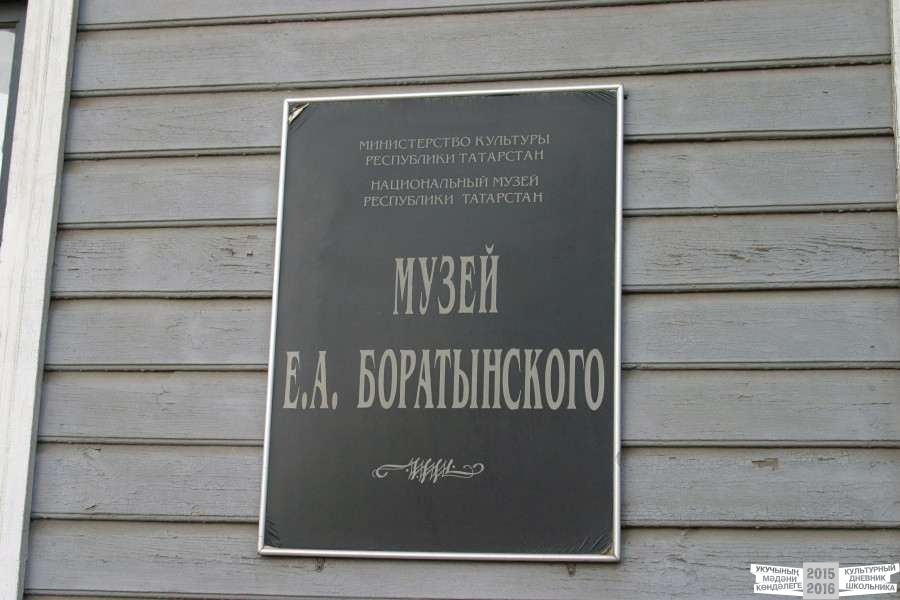 МИНИСТЕРСТВО КУЛЬТУРЫ
РЕСПУБЛИКИ ТАТАРСТАН
НАЦИОНАЛЬНЫЙ МУЗЕЙ
РЕСПУБЛИКИ ТАТАРСТАН
МУЗЕЙ
Е.А. БОРАТЫНСКОГО
УКУЧЫНЫҢ
МӘДӘНИ
КӨНДӘЛЕГЕ
2015
2016
КУЛЬТУРНЫЙ
ДНЕВНИК
ШКОЛЬНИКА